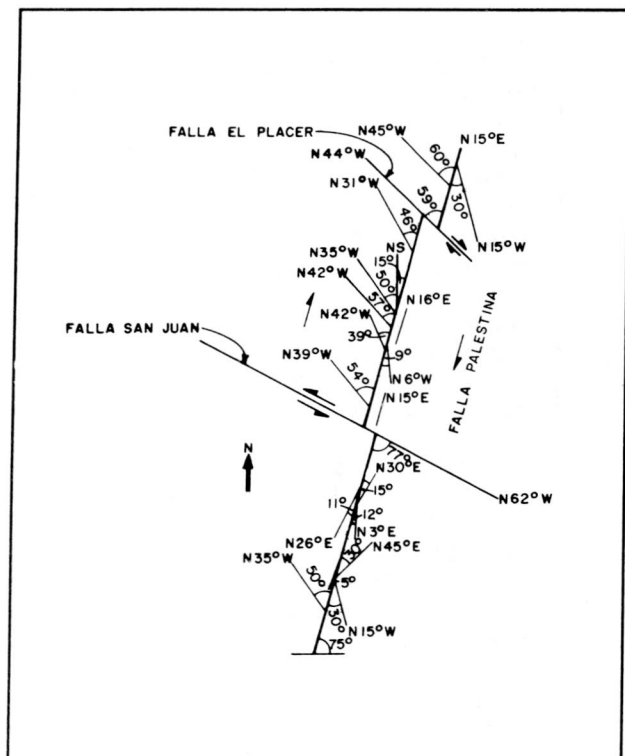 FALLA EL PLACER
N45°W
N15°E
N44°W
60°
N31°W
59°
30°
46°
N15°W
NS
N35°W
15°
50°
N42°W
57°
N16°E
N42°W
39°
FALLA SAN JUAN
9°
N39°W
54°
N6°W
N15°E
FALLA PALESTINA
N
77°
N30°E
15°
N62°W
11°
12°
N3°E
N26°E
N45°E
N35°W
50°
5°
30°
N15°W
75°